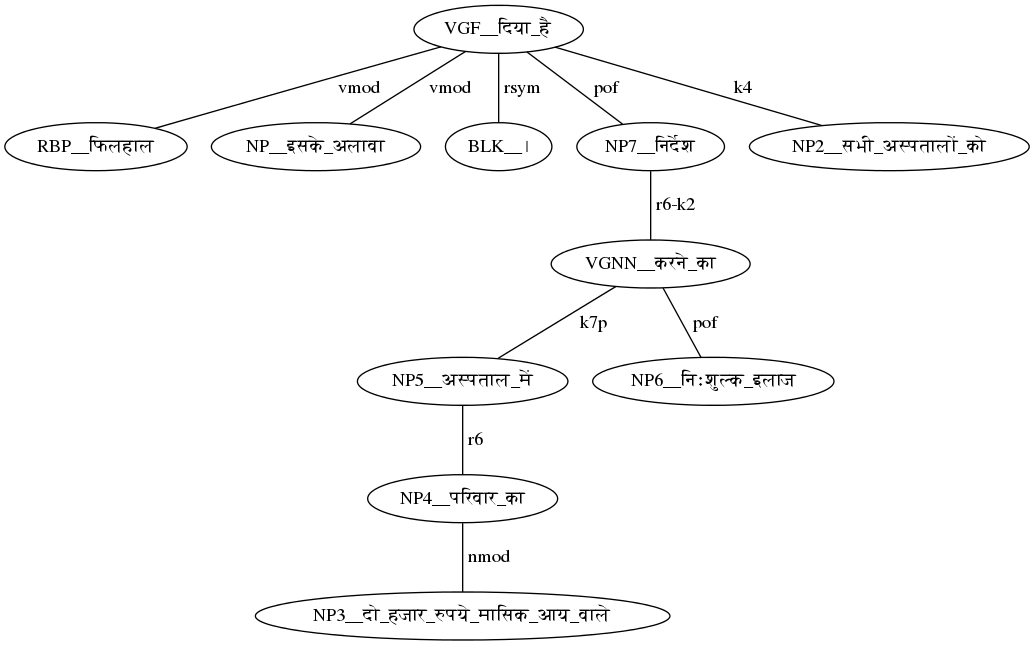 VGF__दिया_है
vmod vmod rsym pof k4
RBP__फिलहाल NP__इसके_अलावा BLK__। NP7__निर्देश NP2__सभी_अस्पतालों_को
r6-k2
VGNN__करने_का
k7p pof
NP5__अस्पताल_में NP6__नि:शुल्क_इलाज
r6
NP4__परिवार_का
nmod
NP3__दो_हजार_रुपये_मासिक_आय_वाले